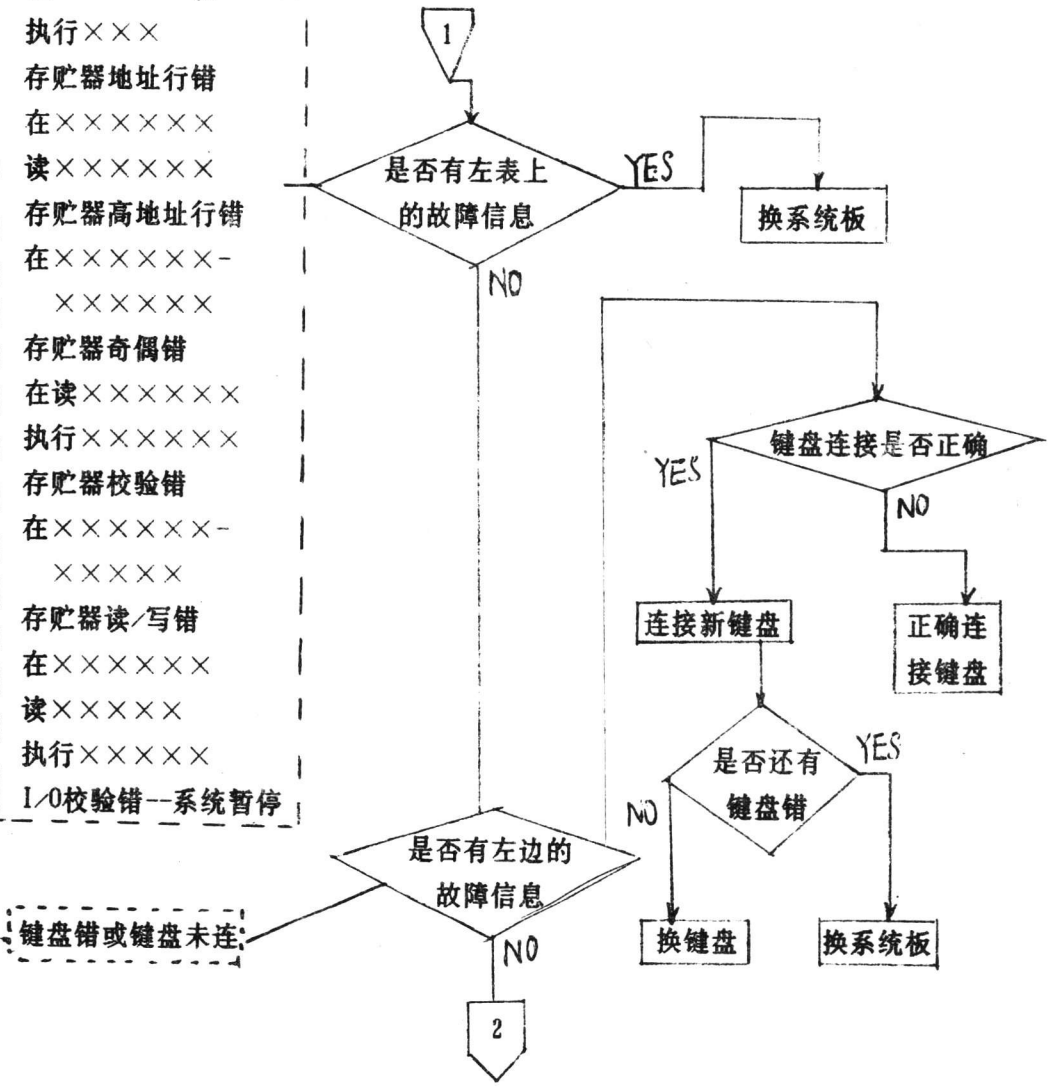 执行×××
存贮器地址行错
在××××××
读××××××
存贮器高地址行错
在××××××-
××××××
存贮器奇偶错
在读××××××
执行××××××
存贮器校验错
在××××××-
×××××
存贮器读/写错
在××××××
读×××××
执行×××××
I/O校验错--系统暂停
键盘错或键盘未连
1
是否有左表上
的故障信息
YES
换系统板
NO
键盘连接是否正确
YES
NO
连接新键盘
正确连
接键盘
是否还有
键盘错
YES
NO
换键盘
换系统板
是否有左边的
故障信息
NO
2